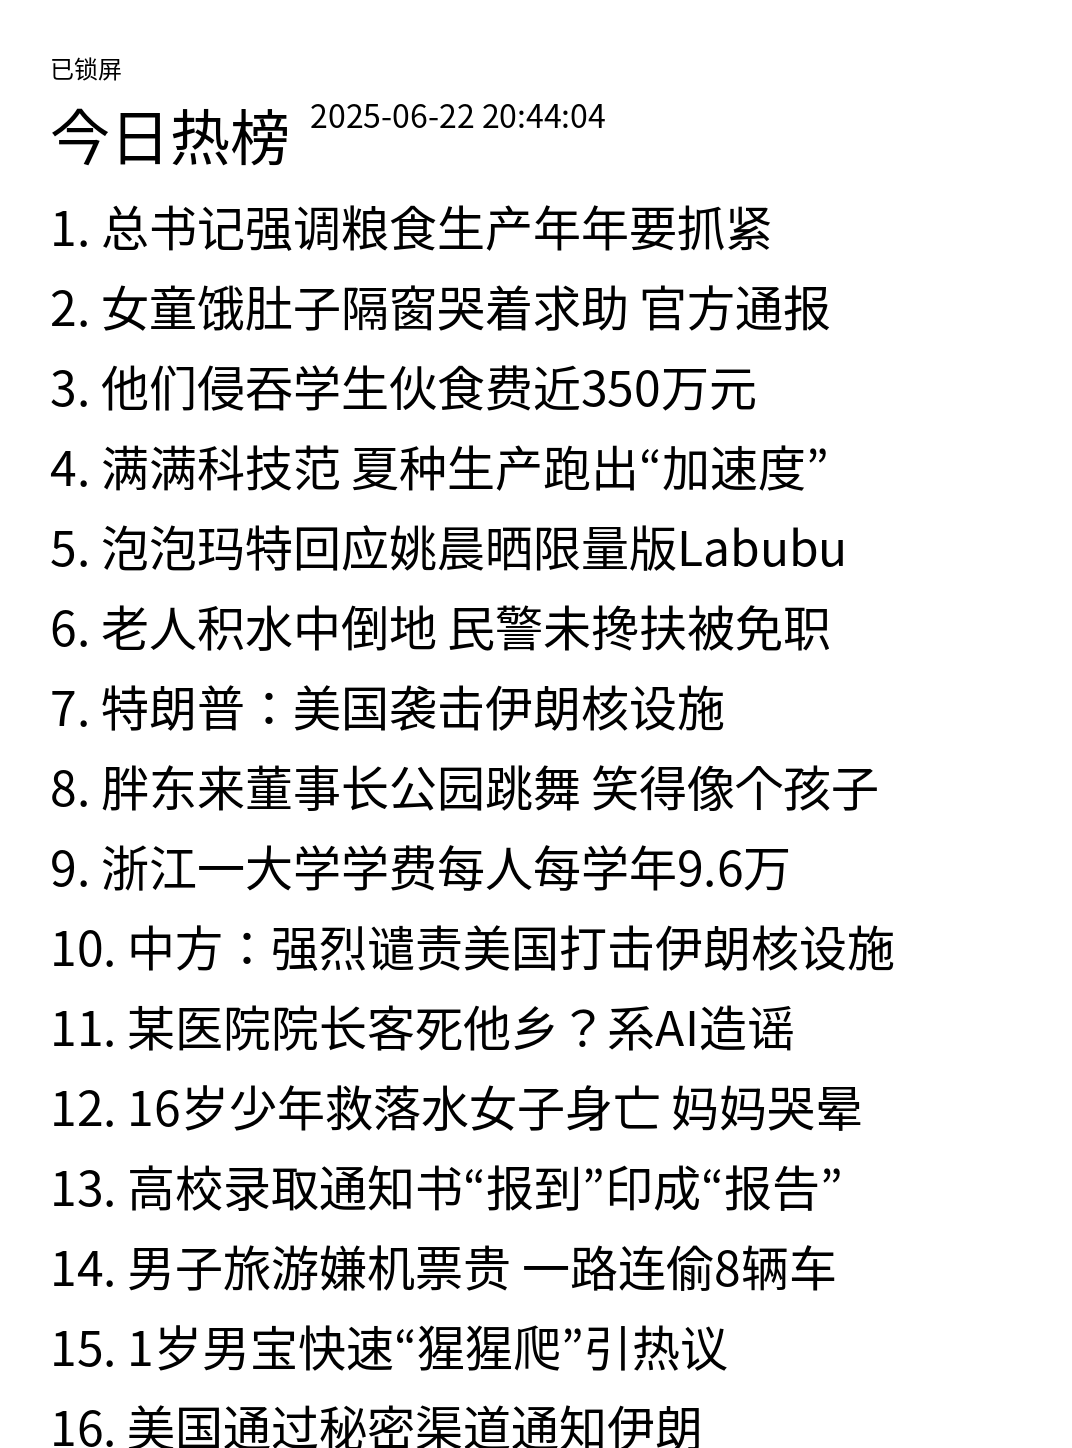 已锁屏
今日热榜 2025-06-22 20:44:04
1. 总书记强调粮食生产年年要抓紧
2. 女童饿肚子隔窗哭着求助 官方通报
3. 他们侵吞学生伙食费近350万元
4. 满满科技范 夏种生产跑出“加速度”
5. 泡泡玛特回应姚晨晒限量版Labubu
6. 老人积水中倒地 民警未搀扶被免职
7. 特朗普：美国袭击伊朗核设施
8. 胖东来董事长公园跳舞 笑得像个孩子
9. 浙江一大学学费每人每学年9.6万
10. 中方：强烈谴责美国打击伊朗核设施
11. 某医院院长客死他乡？系AI造谣
12. 16岁少年救落水女子身亡 妈妈哭晕
13. 高校录取通知书“报到”印成“报告”
14. 男子旅游嫌机票贵 一路连偷8辆车
15. 1岁男宝快速“猩猩爬”引热议
16. 美国通过秘密渠道通知伊朗